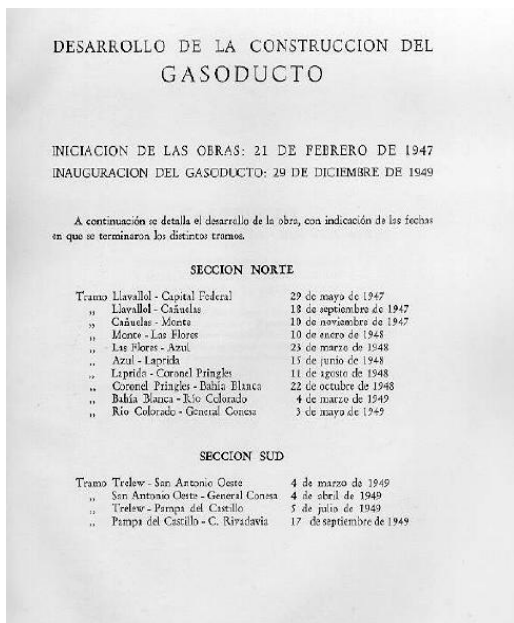 DESARROLLO DE LA CONSTRUCCION DEL
GASODUCTO
INICIACION DE LAS OBRAS: 21 DE FEBRERO DE 1947
INAUGURACION DEL GASODUCTO: 29 DE DICIEMBRE DE 1949
A continuación se detalla el desarrollo de la obra, con indicación de las fechas
en que se terminaron los distintos tramos.
SECCION NORTE
Tramo Llavallol - Capital Federal 29 de mayo de 1947
„ Llavallol - Cañuelas 18 de septiembre de 1947
„ Cañuelas - Monte 10 de noviembre de 1947
„ Monte - Las Flores 10 de enero de 1948
„ Las Flores - Azul 23 de marzo de 1948
„ Azul - Laprida 15 de junio de 1948
„ Laprida - Coronel Pringles 11 de agosto de 1948
„ Coronel Pringles - Bahía Blanca 22 de octubre de 1948
„ Bahía Blanca - Río Colorado 4 de marzo de 1949
„ Río Colorado - General Conesa 3 de mayo de 1949
SECCION SUD
Tramo Trelew - San Antonio Oeste 4 de marzo de 1949
„ San Antonio Oeste - General Conesa 4 de abril de 1949
„ Trelew - Pampa del Castillo 5 de julio de 1949
„ Pampa del Castillo - C. Rivadavia 17 de septiembre de 1949